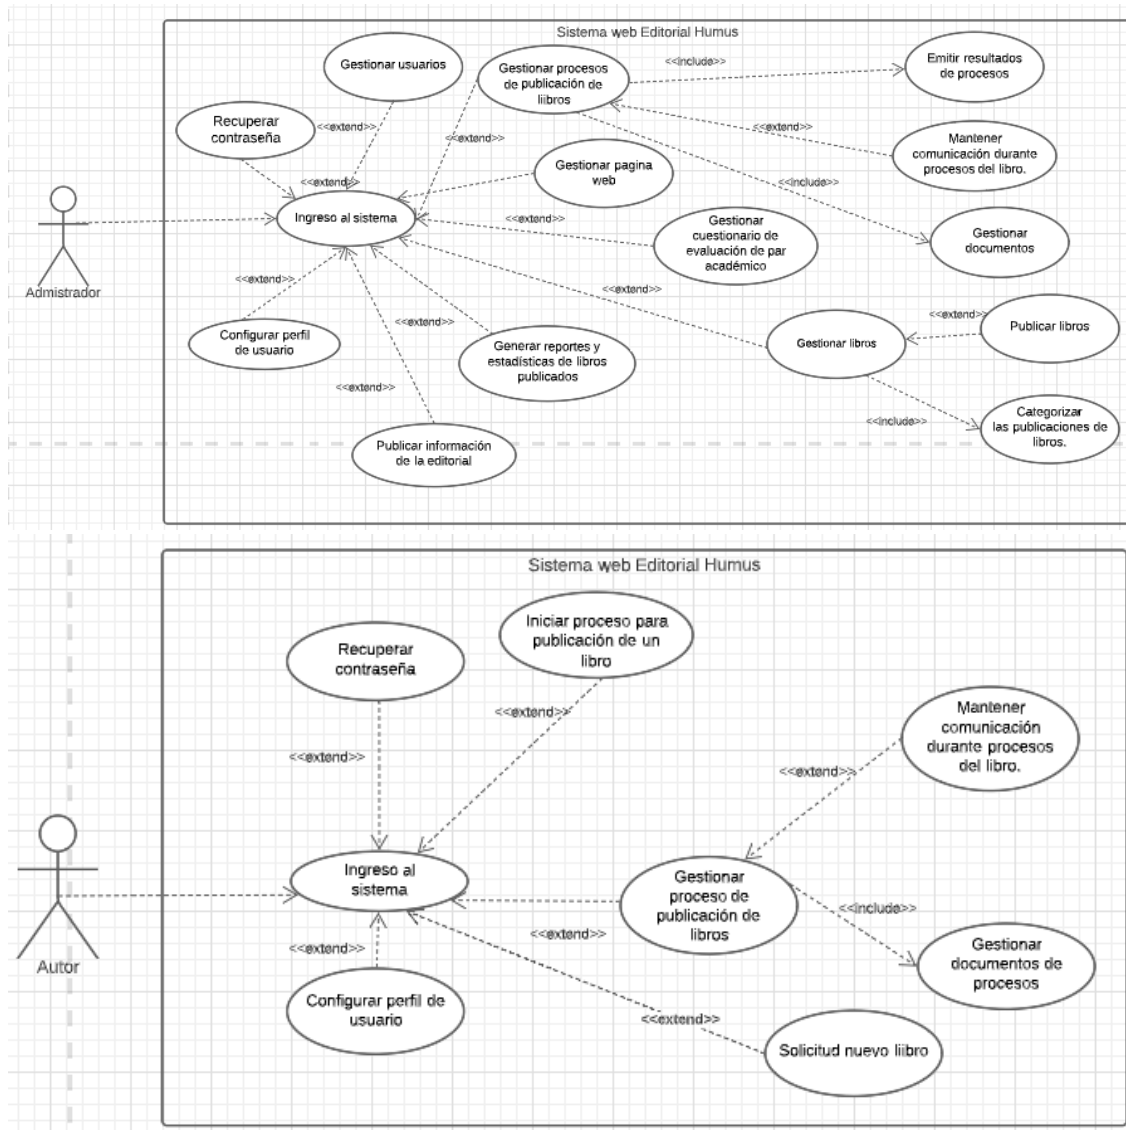 Sistema web Editorial Humus
Gestionar usuarios
Gestionar procesos
de publicación de
liibros
<<include>>
Emitir resultados
de procesos
Recuperar
contraseña
<<extend>>
<<extend>>
<<extend>>
Mantener
comunicación durante
procesos del libro.
Gestionar pagina
web
<<extend>>
<<include>>
Ingreso al sistema
<<extend>>
Gestionar
cuestionario de
evaluación de par
académico
Gestionar
documentos
Admistrador
<<extend>>
<<extend>>
<<extend>>
Publicar libros
<<extend>>
Configurar perfil
de usuario
Generar reportes y
estadísticas de libros
publicados
Gestionar libros
<<extend>>
<<include>>
Categorizar
las publicaciones de
libros.
Publicar información
de la editorial
Sistema web Editorial Humus
Iniciar proceso para
publicación de un
libro
Recuperar
contraseña
<<extend>>
Mantener
comunicación
durante procesos
del libro.
<<extend>>
<<extend>>
Ingreso al
sistema
Gestionar
proceso de
publicación de
libros
<<include>>
<<extend>>
<<extend>>
Gestionar
documentos de
procesos
Autor
Configurar perfil de
usuario
<<extend>>
Solicitud nuevo liibro